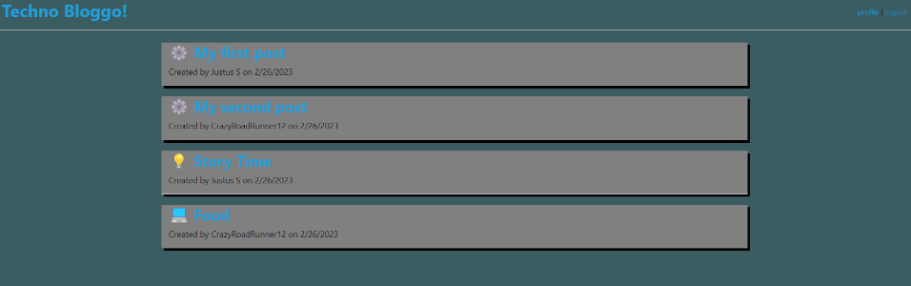 Techno Bloggo!
profile | logout
My first post
Created by Justus S on 2/26/2023
My second post
Created by CrazyRoadRunner12 on 2/26/2023
Story Time
Created by Justus S on 2/26/2023
Food
Created by CrazyRoadRunner12 on 2/26/2023